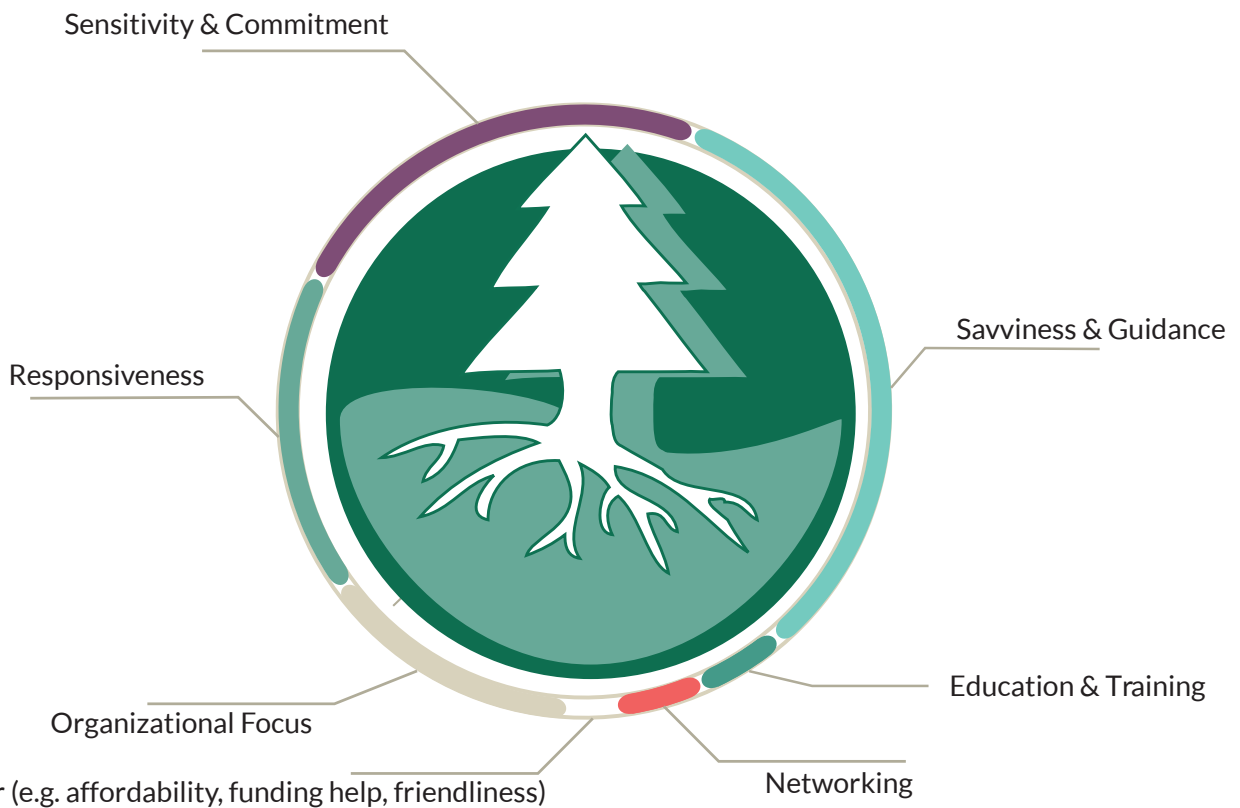 Sensitivity & Commitment
Savviness & Guidance
Responsiveness
Education & Training
Organizational Focus
Networking
(e.g. affordability, funding help, friendliness)